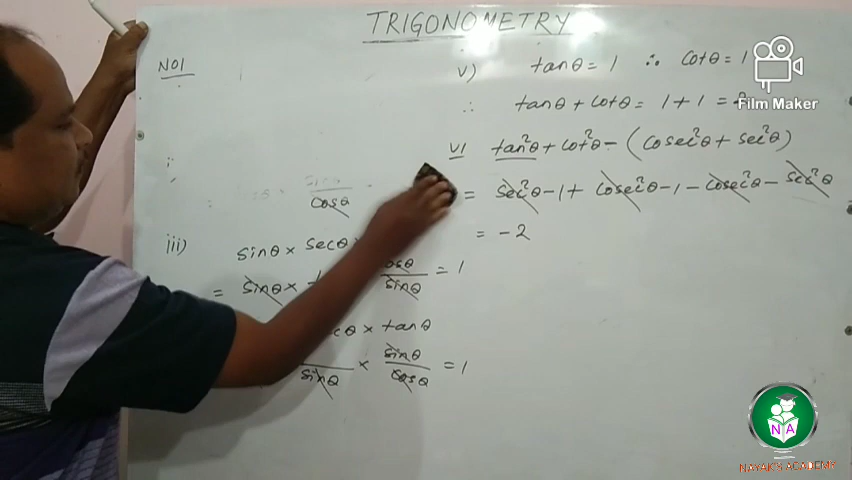 TRIGONOMETRY
NO1
v) tanθ = 1 ∴ cotθ = 1
∴ tanθ + cotθ = 1 + 1 =
Film Maker
vi tan²θ + cot²θ - (cosec²θ + sec²θ)
= sec²θ - 1 + cosec²θ - 1 - cosec²θ - sec²θ
= - 2
ii
cosθ
iii) sinθ × secθ
= sinθ × cosθ/sinθ = 1
θ × tanθ
sinθ × sinθ/cosθ = 1
NA
NAYAK'S ACADEMY